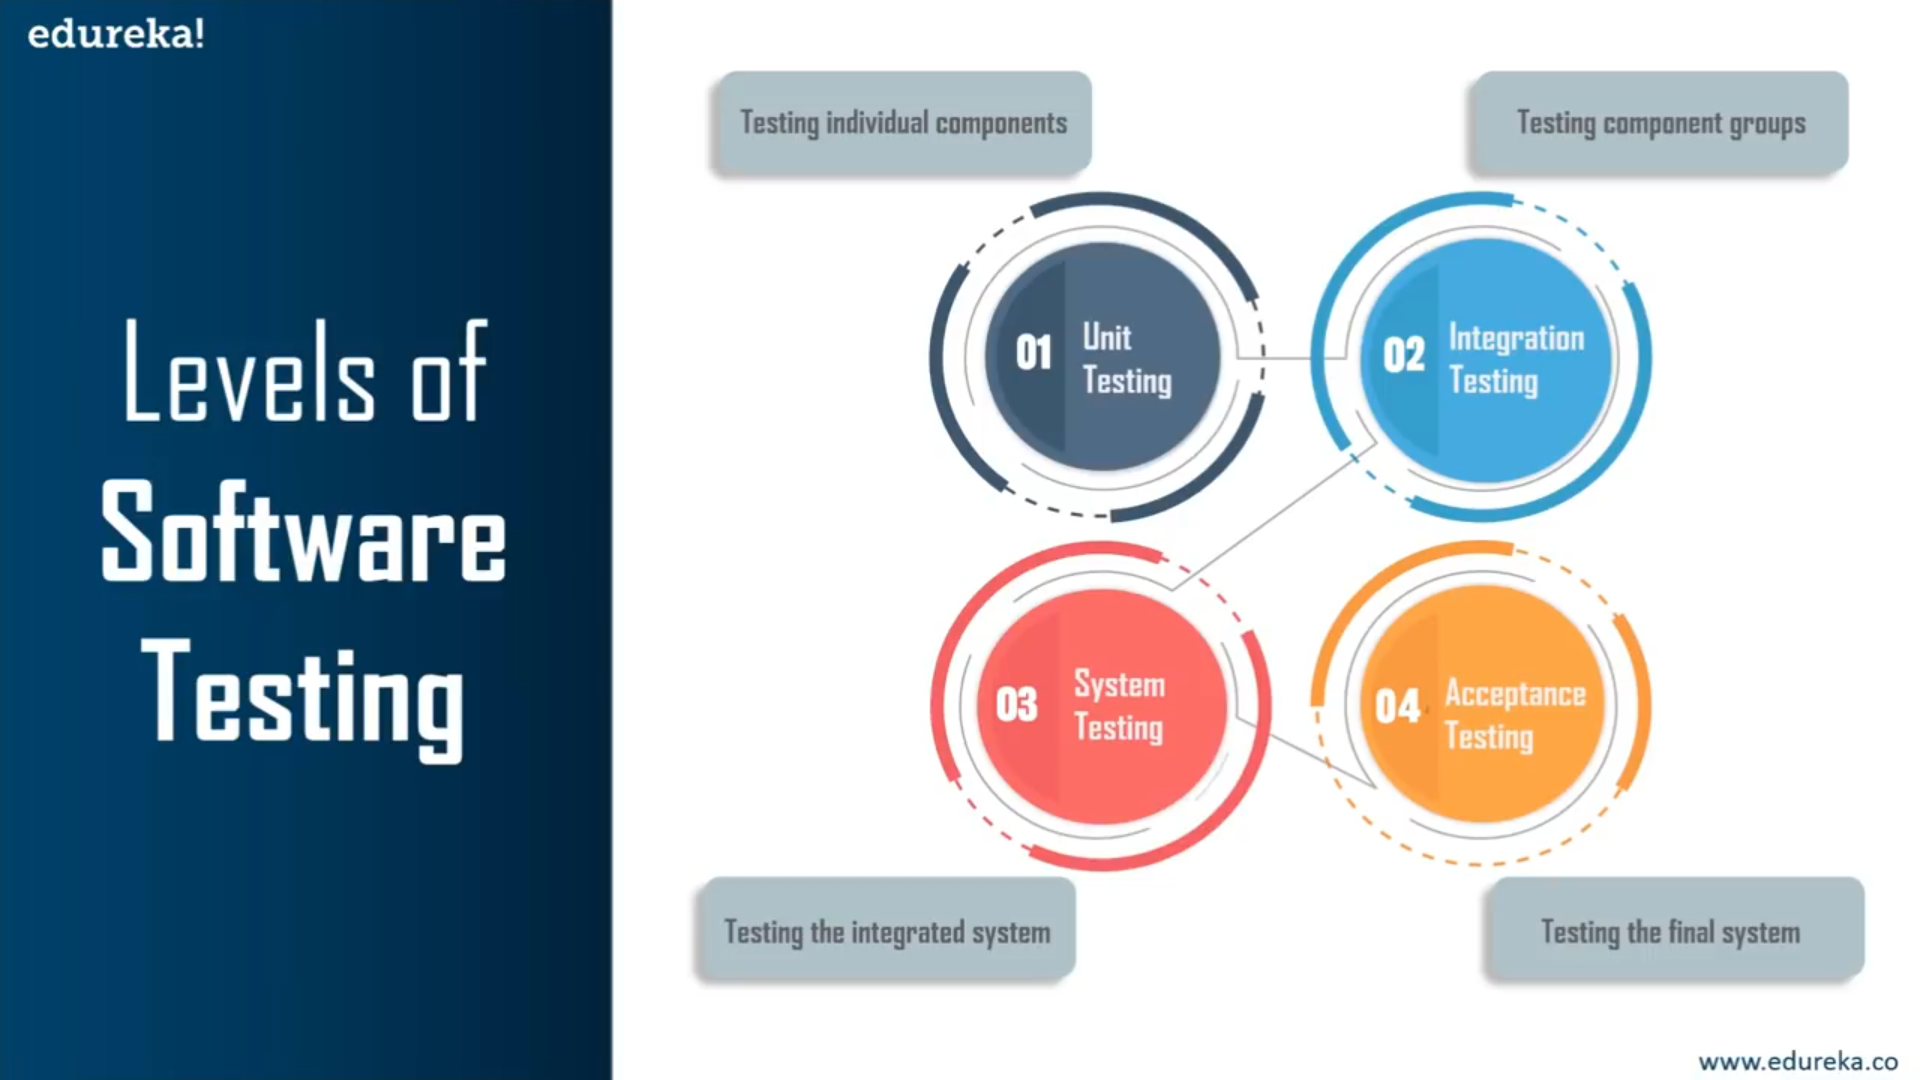 edureka!
Levels of
Software
Testing
Testing individual components
Testing component groups
01
Unit
Testing
02
Integration
Testing
03
System
Testing
04
Acceptance
Testing
Testing the integrated system
Testing the final system
www.edureka.co